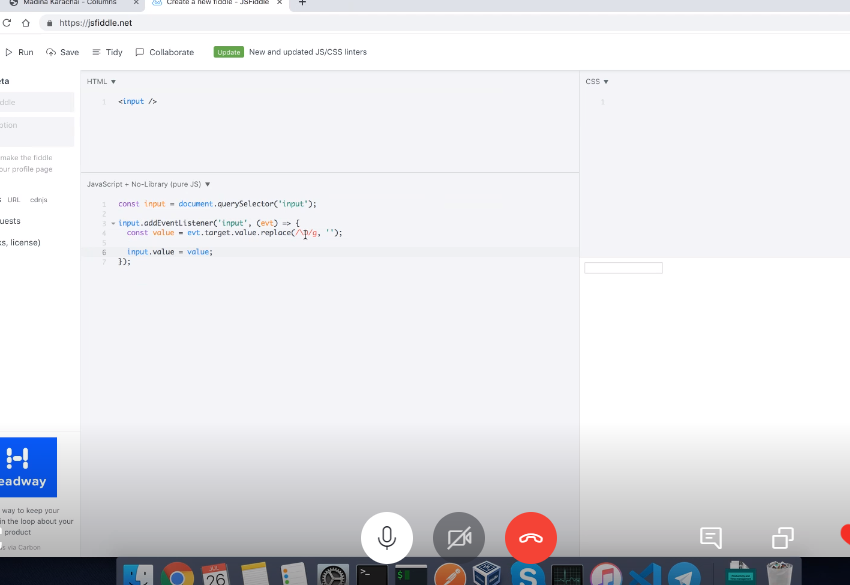 Madina Karachai - Columns
Create a new fiddle - JSFiddle
https://jsfiddle.net
Run Save Tidy Collaborate Update New and updated JS/CSS linters
HTML
1 <input />
CSS
1
JavaScript + No-Library (pure JS)
1 const input = document.querySelector('input');
2
3 input.addEventListener('input', (evt) => {
4 const value = evt.target.value.replace( /g, '');
5
6 input.value = value;
7 });
eta
ddle
ption
make the fiddle
our profile page
URL cdnjs
uests
s, license)
eadway
way to keep your
in the loop about your
product
s via Carbon
26